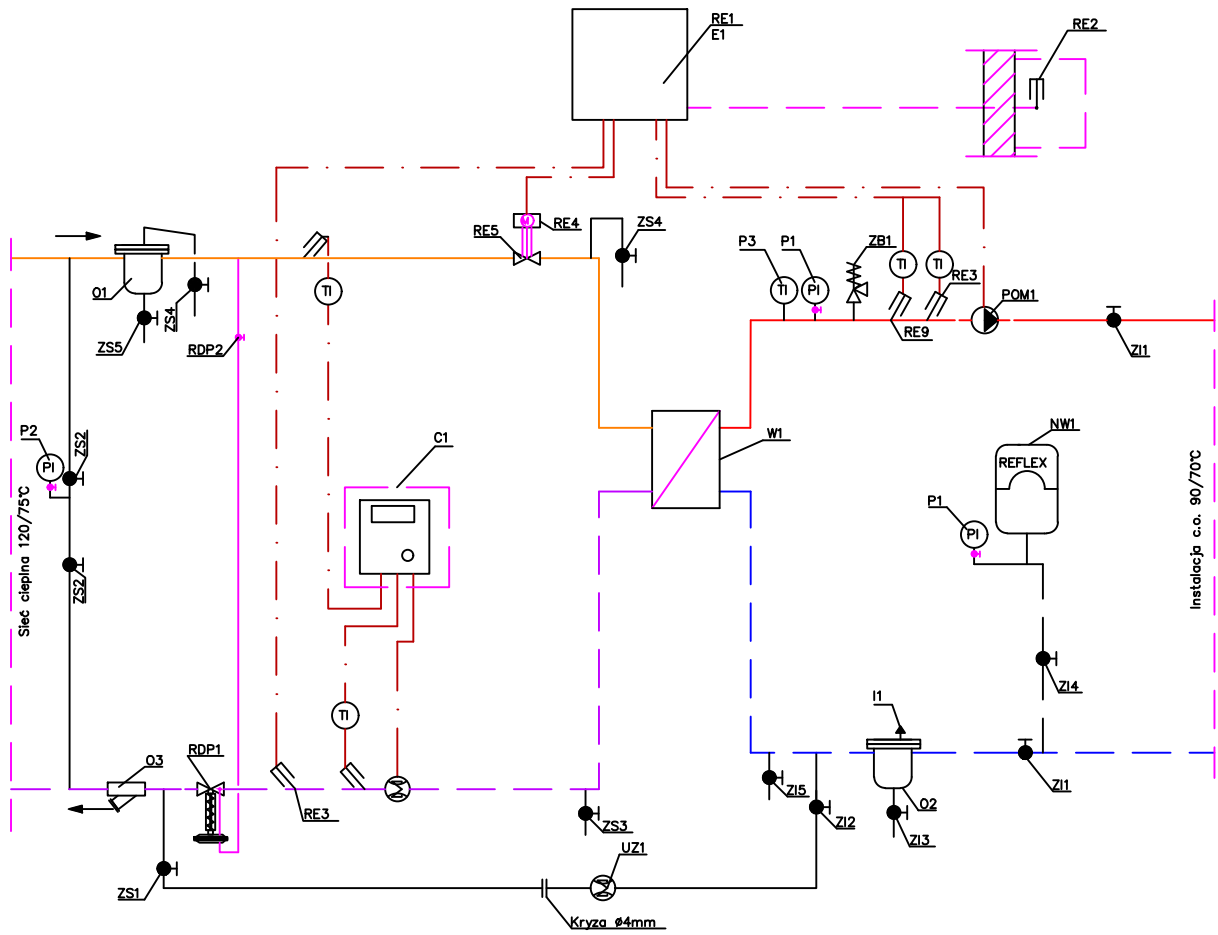 RE1
E1
RE2
RE5
M
RE4
ZS4
P3
P1
ZB1
TI
PI
TI
TI
RE3
POM1
RE9
ZI1
O1
ZS5
ZS4
TI
RDP2
P2
PI
ZS2
ZS2
Sieć cieplna 120/75°C
C1
W1
NW1
REFLEX
P1
PI
Instalacja c.o. 90/70°C
ZI4
I1
TI
O3
RDP1
RE3
ZS3
ZI5
ZI2
O2
ZI3
ZI1
ZS1
UZ1
Kryza ø4mm